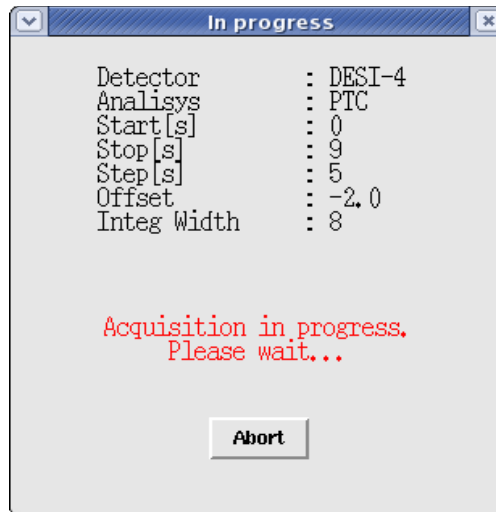 In progress
Detector : DESI-4
Analisys : PTC
Start[s] : 0
Stop[s] : 9
Step[s] : 5
Offset : -2.0
Integ Width : 8
Acquisition in progress.
Please wait...
Abort